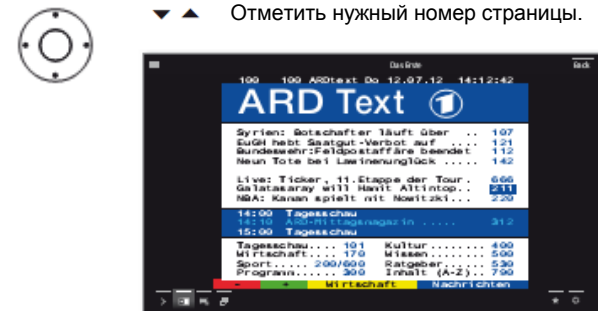 Отметить нужный номер страницы.
Das Erste Back
100 100 ARDtext Do 12.07.12 14:12:42
ARD Text 1
Syrien: Botschafter läuft über .. 107
EuGH hebt Saatgut-Verbot auf .... 121
Bundeswehr:Feldpostaffäre beendet 112
Neun Tote bei Lawinenunglück ..... 142
Live: Ticker, 11.Etappe der Tour. 666
Galatasaray will Hamit Altintop.. 211
NBA: Kaman spielt mit Nowitzki... 220
14:00 Tagesschau
14:10 ARD-Mittagsmagazin ..... 312
15:00 Tagesschau
Tagesschau.... 101 Kultur........ 400
Wirtschaft.... 170 Wissen........ 500
Sport..... 200/600 Ratgeber...... 530
Programm...... 300 Inhalt (A-Z).. 790
- + Wirtschaft Nachrichten